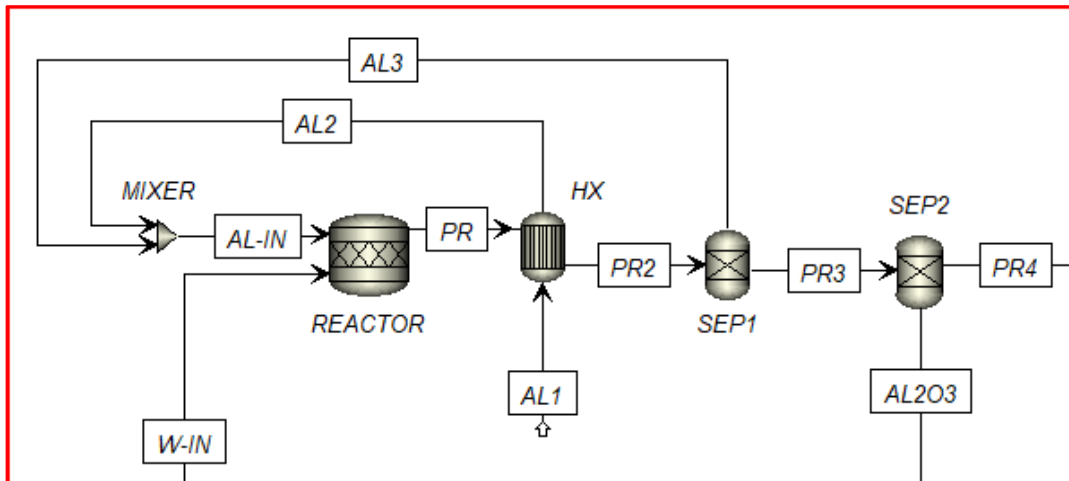 AL3
AL2
MIXER
HX
SEP2
AL-IN
PR
PR2
PR3
PR4
REACTOR
SEP1
AL1
AL2O3
W-IN